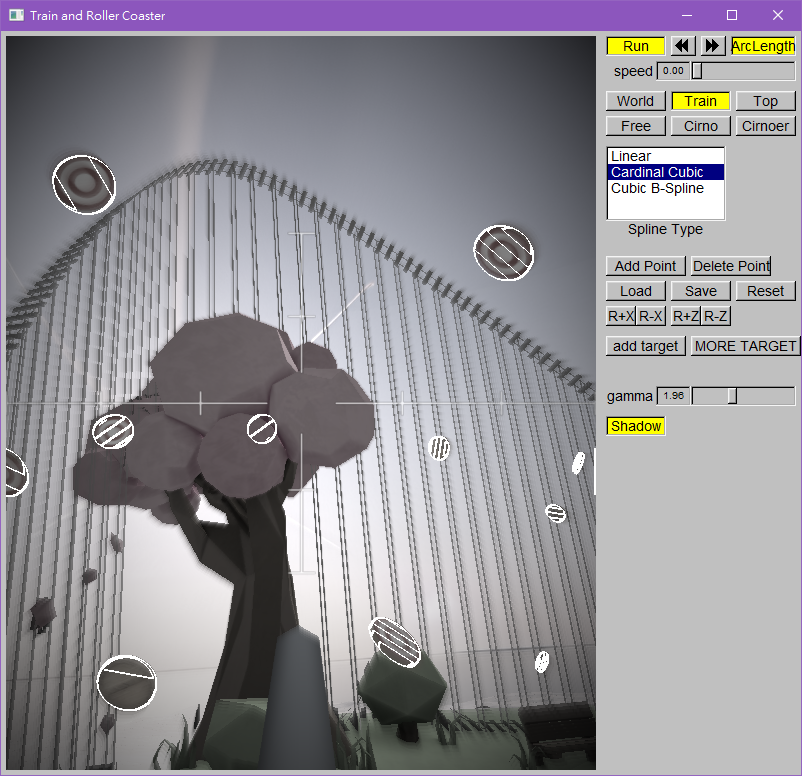 Train and Roller Coaster
Run
ArcLength
speed 0.00
World Train Top
Free Cirno Cirnoer
Linear
Cardinal Cubic
Cubic B-Spline
Spline Type
Add Point Delete Point
Load Save Reset
R+X R-X R+Z R-Z
add target MORE TARGET
gamma 1.96
Shadow